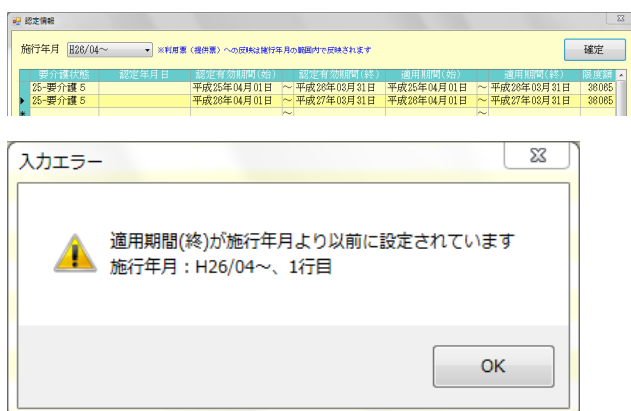 認定情報
施行年月 H26/04～ ※利用票（提供票）への反映は施行年月の範囲内で反映されます 確定
要介護状態 認定年月日 認定有効期間(始) 認定有効期間(終) 適用期間(始) 適用期間(終) 限度額
25-要介護５ 平成25年04月01日 ～ 平成26年03月31日 平成25年04月01日 ～ 平成26年03月31日 36065
25-要介護５ 平成26年04月01日 ～ 平成27年03月31日 平成26年04月01日 ～ 平成27年03月31日 36065
～ ～
入力エラー
適用期間(終)が施行年月より以前に設定されています
施行年月：H26/04～、1行目
OK